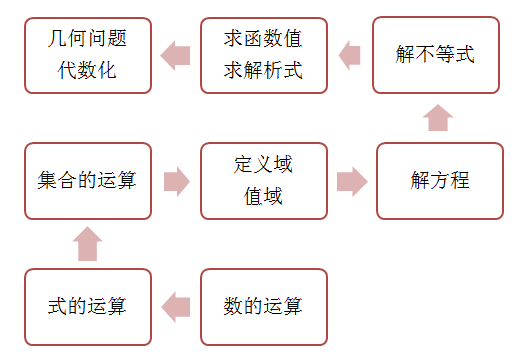 几何问题
代数化
求函数值
求解析式
解不等式
集合的运算
定义域
值域
解方程
式的运算
数的运算